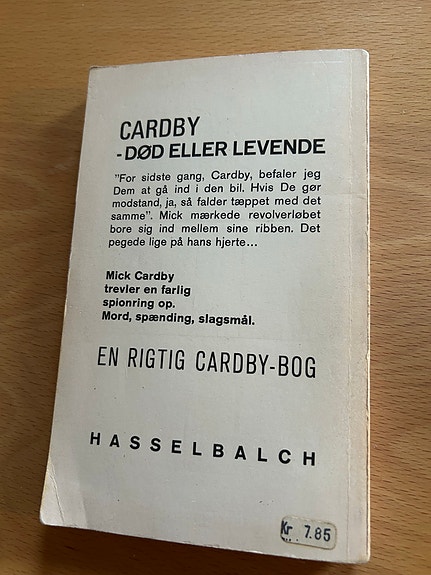 CARDBY
- DØD ELLER LEVENDE
"For sidste gang, Cardby, befaler jeg
Dem at gå ind i den bil. Hvis De gør
modstand, ja, så falder tæppet med det
samme". Mick mærkede revolverløbet
bore sig ind mellem sine ribben. Det
pegede lige på hans hjerte...
Mick Cardby
trevler en farlig
spionring op.
Mord, spænding, slagsmål.
EN RIGTIG CARDBY-BOG
HASSELBALCH
Kr 7.85